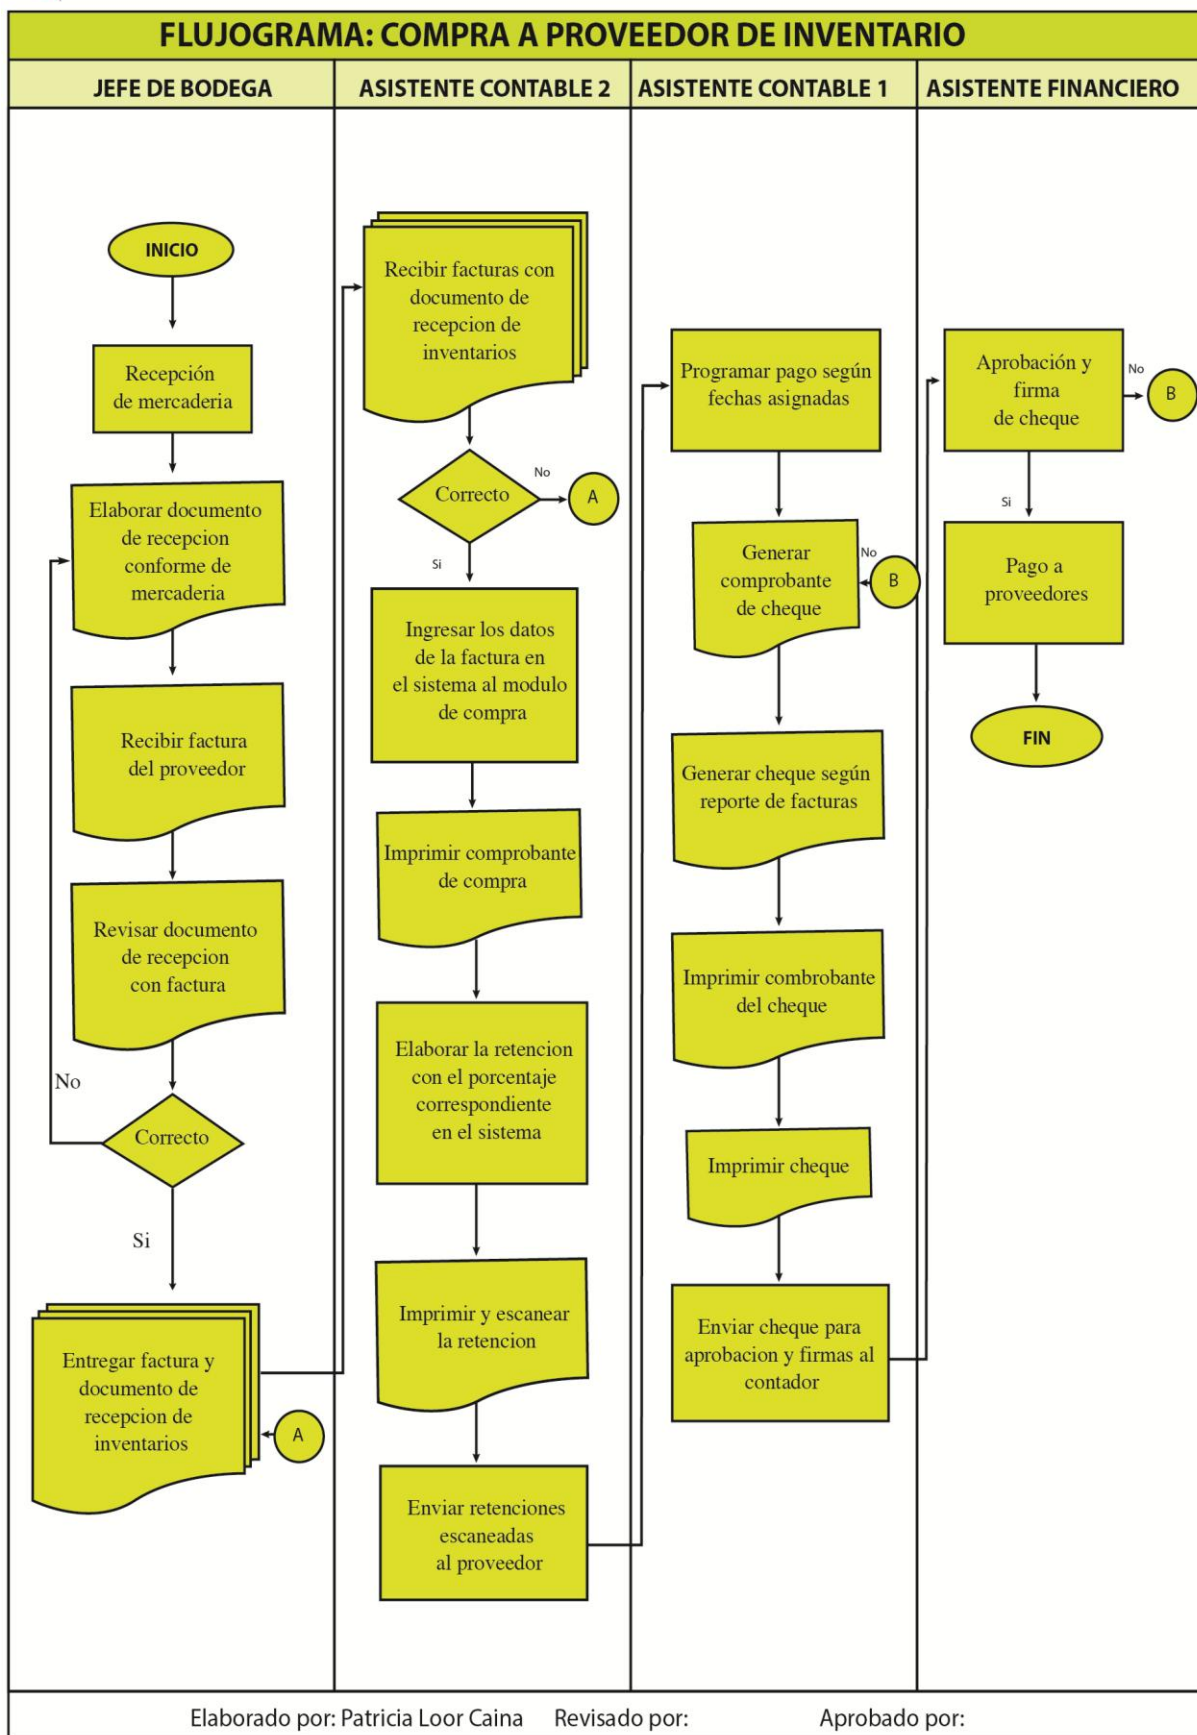 FLUJOGRAMA: COMPRA A PROVEEDOR DE INVENTARIO
JEFE DE BODEGA
ASISTENTE CONTABLE 2
ASISTENTE CONTABLE 1
ASISTENTE FINANCIERO
INICIO
Recepción
de mercaderia
Elaborar documento
de recepcion
conforme de
mercaderia
Recibir factura
del proveedor
Revisar documento
de recepcion
con factura
No
Correcto
Si
Entregar factura y
documento de
recepcion de
inventarios
A
Recibir facturas con
documento de
recepcion de
inventarios
Correcto
No
A
Si
Ingresar los datos
de la factura en
el sistema al modulo
de compra
Imprimir comprobante
de compra
Elaborar la retencion
con el porcentaje
correspondiente
en el sistema
Imprimir y escanear
la retencion
Enviar retenciones
escaneadas
al proveedor
Programar pago según
fechas asignadas
Generar
comprobante
de cheque
No
B
Generar cheque según
reporte de facturas
Imprimir combrobante
del cheque
Imprimir cheque
Enviar cheque para
aprobacion y firmas al
contador
Aprobación y
firma
de cheque
No
B
Si
Pago a
proveedores
FIN
Elaborado por: Patricia Loor Caina
Revisado por:
Aprobado por: